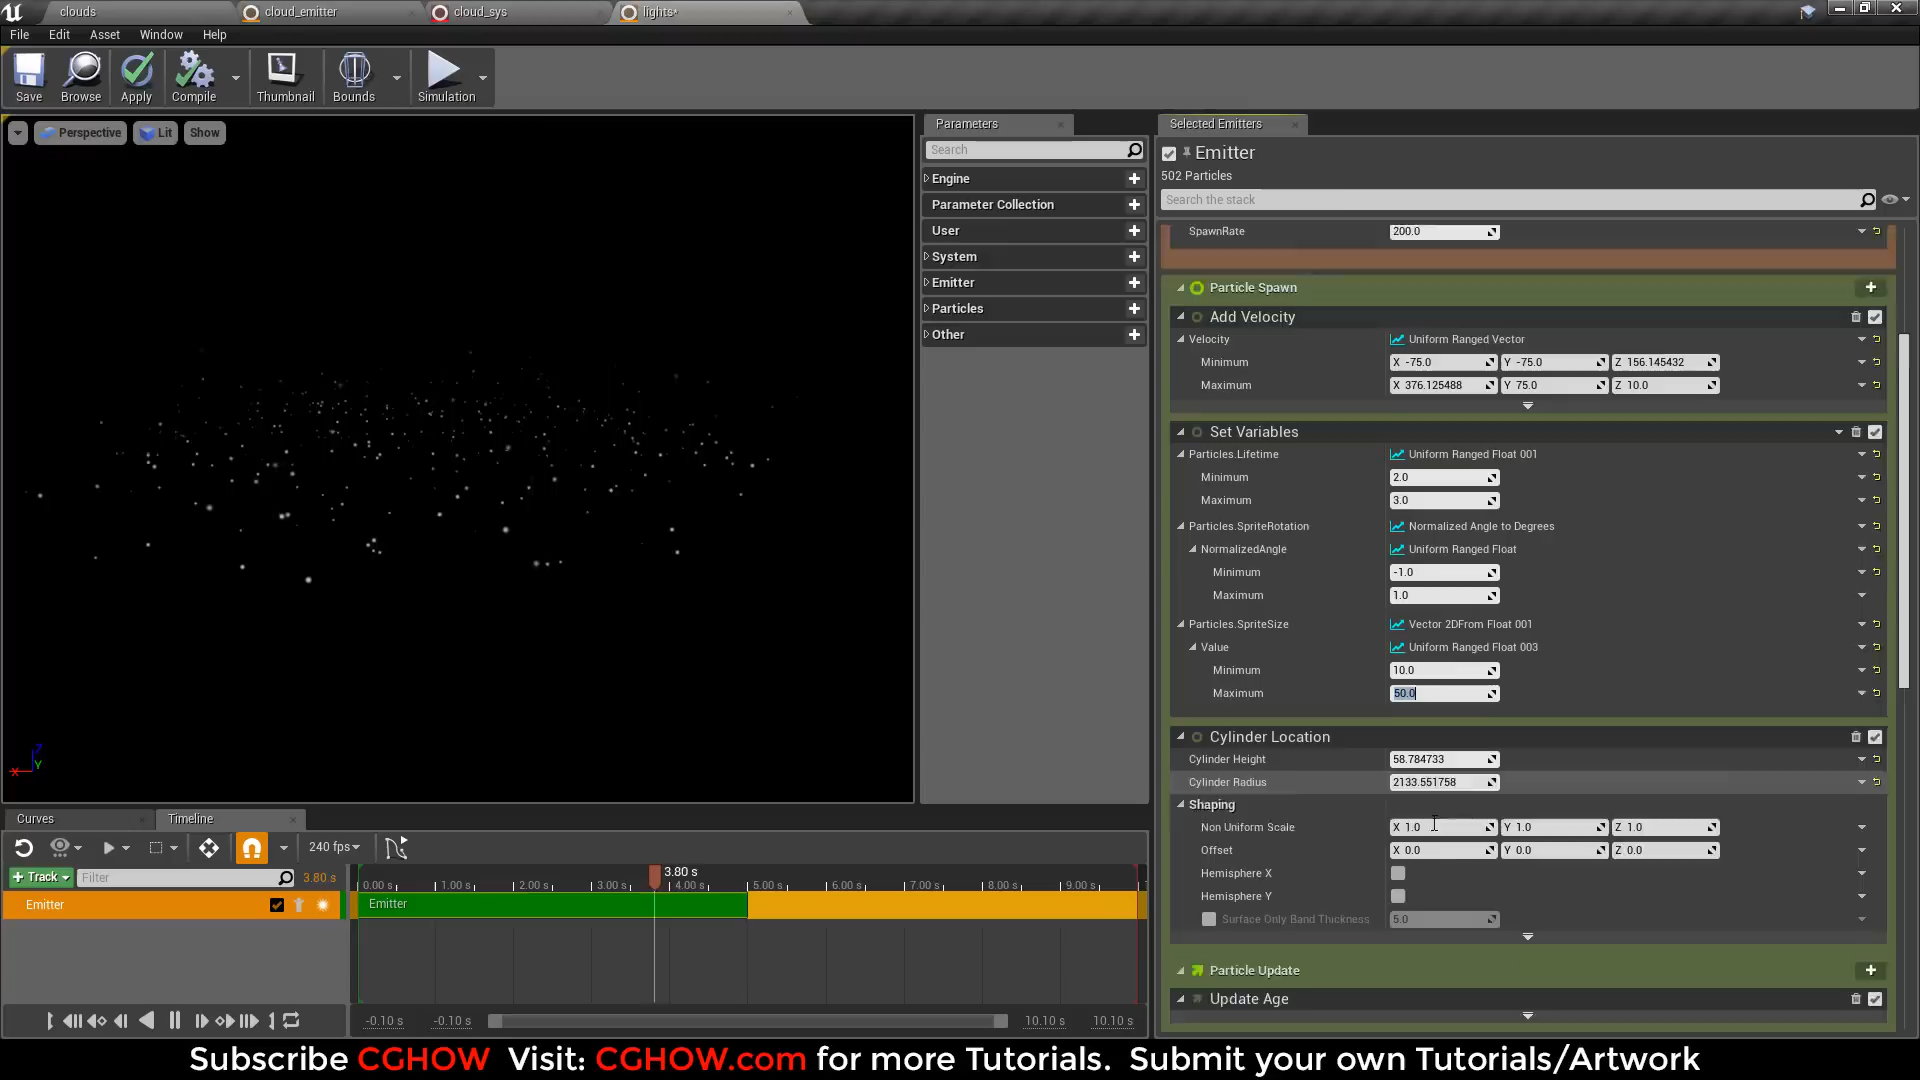 clouds
cloud_emitter
cloud_sys
lights*
File Edit Asset Window Help
Save Browse Apply Compile Thumbnail Bounds Simulation
Perspective Lit Show
Parameters
Search
Engine
Parameter Collection
User
System
Emitter
Particles
Other
Selected Emitters
Emitter
502 Particles
Search the stack
SpawnRate 200.0
Particle Spawn
Add Velocity
Velocity Uniform Ranged Vector
Minimum X -75.0 Y -75.0 Z 156.145432
Maximum X 376.125488 Y 75.0 Z 10.0
Set Variables
Particles.Lifetime Uniform Ranged Float 001
Minimum 2.0
Maximum 3.0
Particles.SpriteRotation Normalized Angle to Degrees
NormalizedAngle Uniform Ranged Float
Minimum -1.0
Maximum 1.0
Particles.SpriteSize Vector 2DFrom Float 001
Value Uniform Ranged Float 003
Minimum 10.0
Maximum 50.0
Cylinder Location
Cylinder Height 58.784733
Cylinder Radius 2133.551758
Shaping
Non Uniform Scale X 1.0 Y 1.0 Z 1.0
Offset X 0.0 Y 0.0 Z 0.0
Hemisphere X
Hemisphere Y
Surface Only Band Thickness 5.0
Particle Update
Update Age
Z
X Y
Curves Timeline
240 fps
Track Filter 3.80 s
3.80 s
0.00 s 1.00 s 2.00 s 3.00 s 4.00 s 5.00 s 6.00 s 7.00 s 8.00 s 9.00 s
Emitter
Emitter
-0.10 s -0.10 s 10.10 s 10.10 s
Subscribe CGHOW Visit: CGHOW.com for more Tutorials. Submit your own Tutorials/Artwork